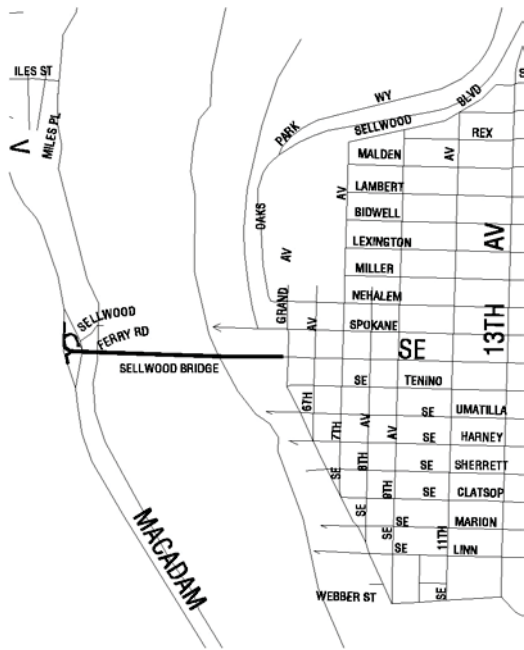 ILES ST
MILES PL
V
PARK
WY
SELLWOOD
BLVD
S
REX
MALDEN
AV
LAMBERT
AV
BIDWELL
OAKS
LEXINGTON
AV
MILLER
AV
NEHALEM
GRAND
SPOKANE
AV
SE
13TH
SELLWOOD
FERRY RD
SELLWOOD BRIDGE
SE
TENINO
6TH
SE
UMATILLA
7TH
AV
AV
SE
HARNEY
8TH
SE
SHERRETT
SE
9TH
SE
CLATSOP
SE
SE
MARION
SE
11TH
SE
LINN
WEBBER ST
SE
MACADAM